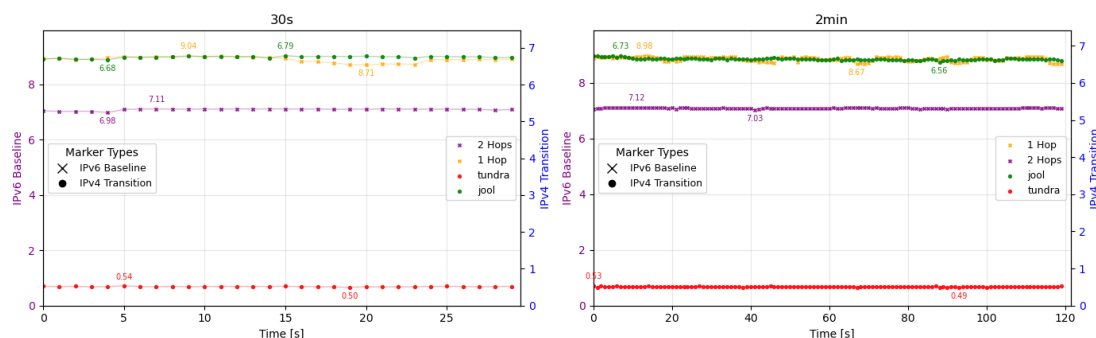 30s
9.04
6.79
6.68
8.71
7.11
6.98
0.54
0.50
IPv6 Baseline
8
6
4
2
0
Marker Types
IPv6 Baseline
IPv4 Transition
2 Hops
1 Hop
tundra
jool
7
6
5
4
3
2
1
0
IPv4 Transition
0 5 10 15 20 25
Time [s]
2min
6.73
8.98
8.67
6.56
7.12
7.03
0.53
0.49
IPv6 Baseline
8
6
4
2
0
Marker Types
IPv6 Baseline
IPv4 Transition
1 Hop
2 Hops
jool
tundra
7
6
5
4
3
2
1
0
IPv4 Transition
0 20 40 60 80 100 120
Time [s]